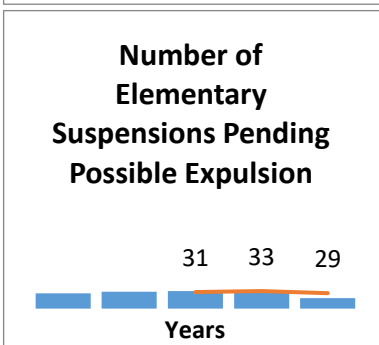 Number of
Elementary
Suspensions Pending
Possible Expulsion
31 33 29
Years